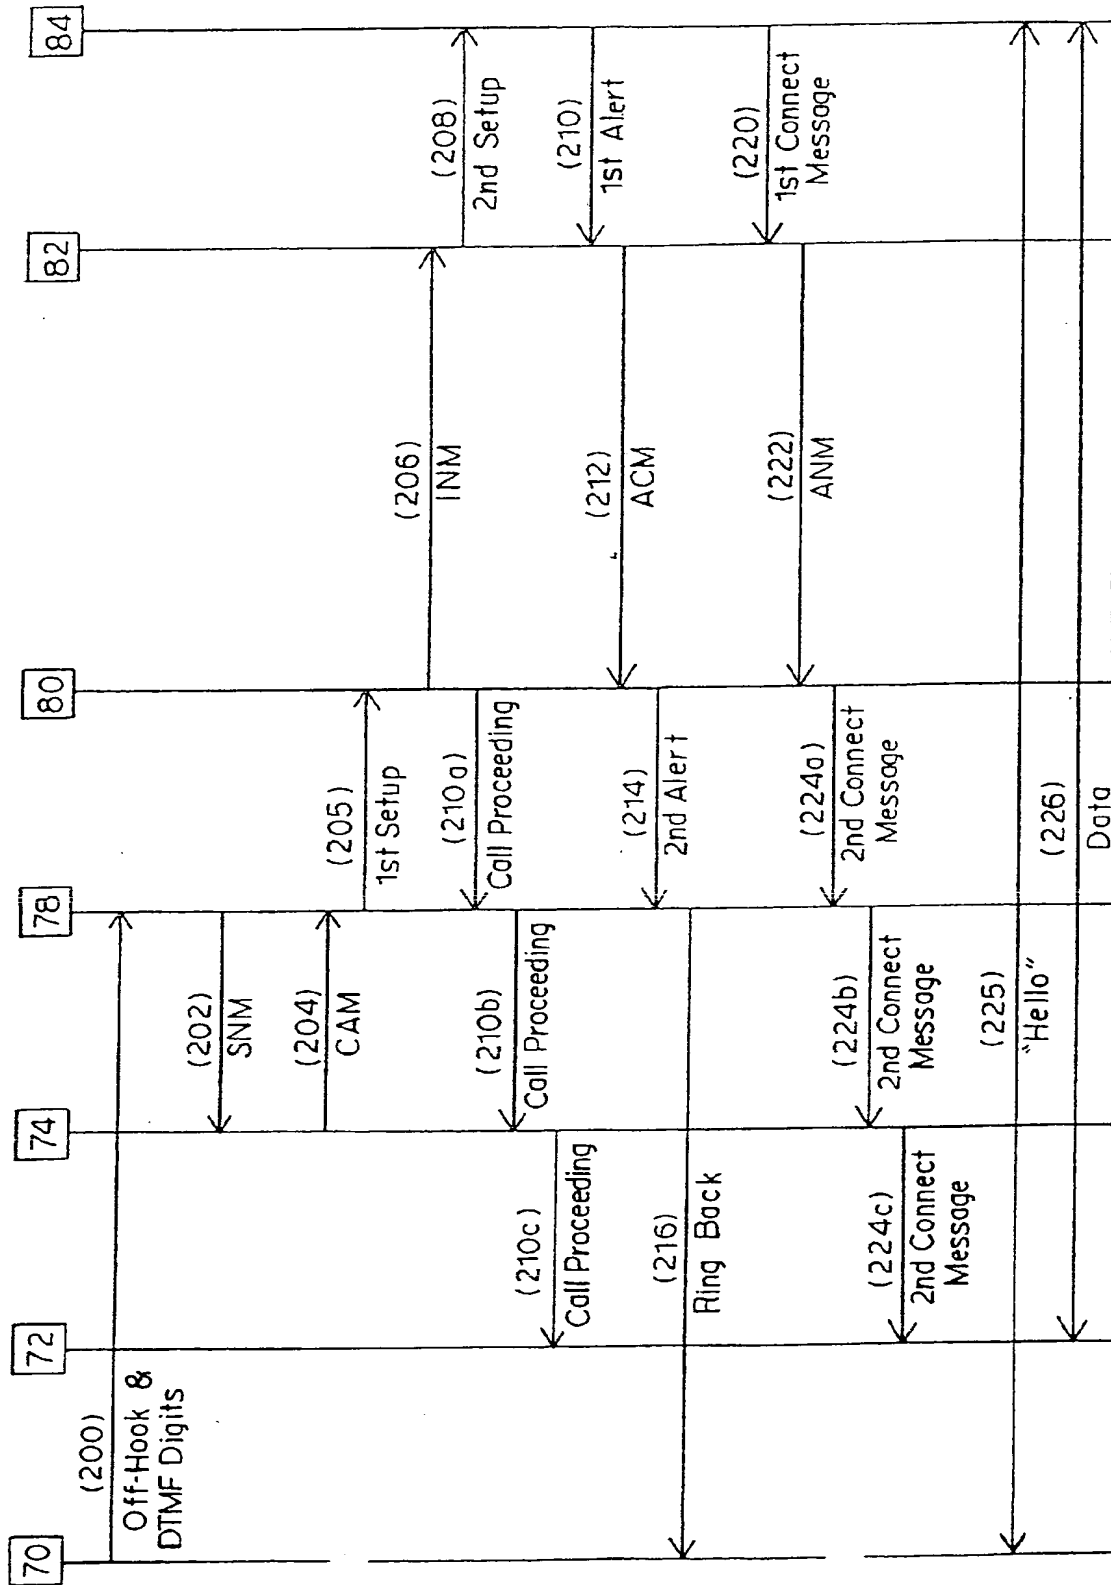 70
72
74
78
80
82
84
(200)
Off-Hook &
DTMF Digits
(202)
SNM
(204)
CAM
(205)
1st Setup
(206)
INM
(208)
2nd Setup
(210a)
Call Proceeding
(210b)
Call Proceeding
(210c)
Call Proceeding
(210)
1st Alert
(212)
ACM
(214)
2nd Alert
(216)
Ring Back
(220)
1st Connect
Message
(222)
ANM
(224a)
2nd Connect
Message
(224b)
2nd Connect
Message
(224c)
2nd Connect
Message
(225)
"Hello"
(226)
Data